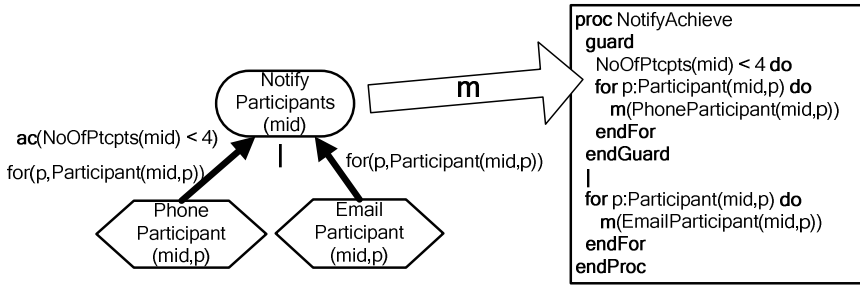 Notify
Participants
(mid)
ac(NoOfPtcpts(mid) < 4)
for(p,Participant(mid,p))
|
for(p,Participant(mid,p))
Phone
Participant
(mid,p)
Email
Participant
(mid,p)
m
proc NotifyAchieve
guard
NoOfPtcpts(mid) < 4 do
for p:Participant(mid,p) do
m(PhoneParticipant(mid,p))
endFor
endGuard
|
for p:Participant(mid,p) do
m(EmailParticipant(mid,p))
endFor
endProc